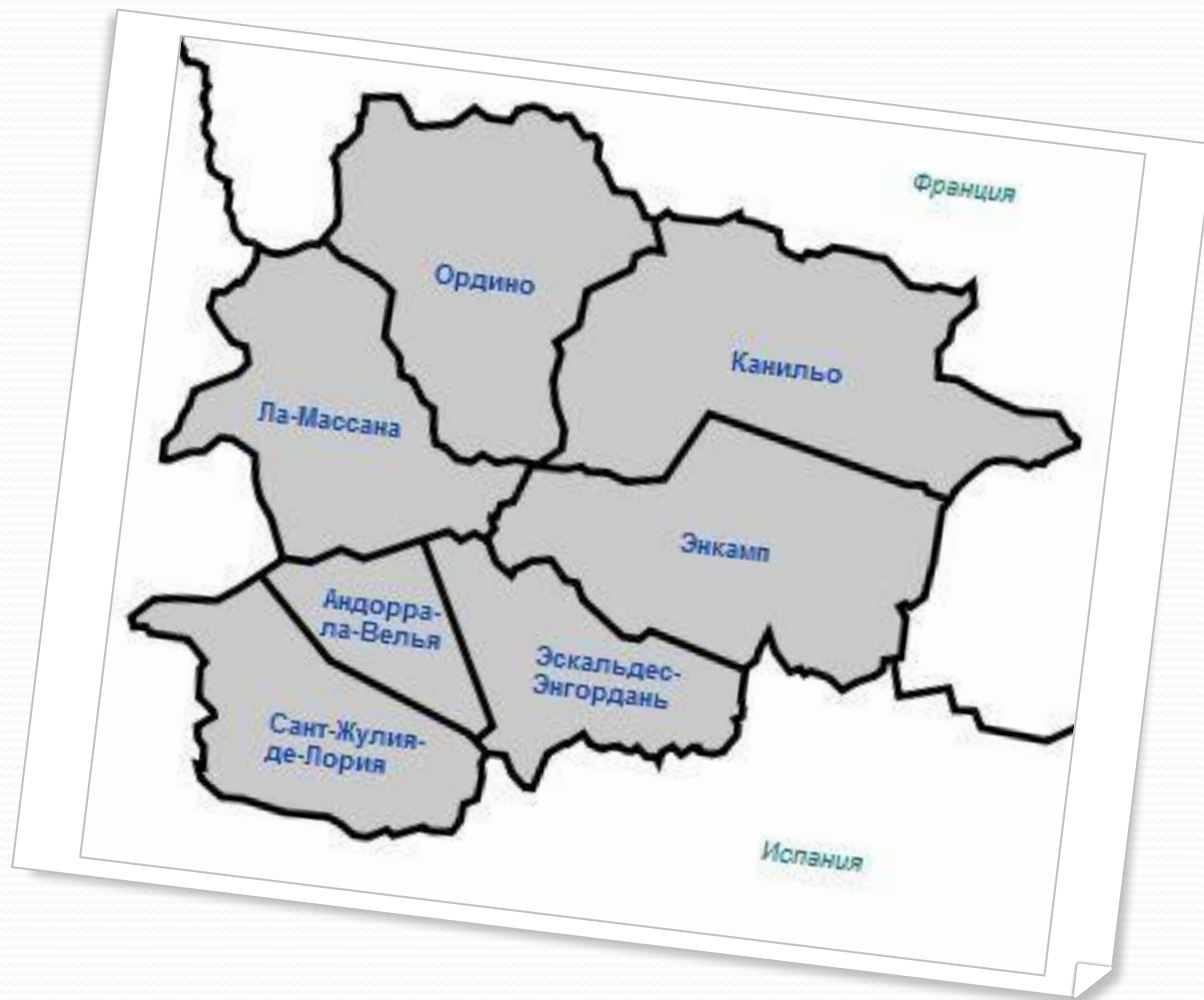 Франция
Ордино
Канильо
Ла-Массана
Энкамп
Андорра-
ла-Велья
Эскальдес-
Энгордань
Сант-Жулия-
де-Лория
Испания